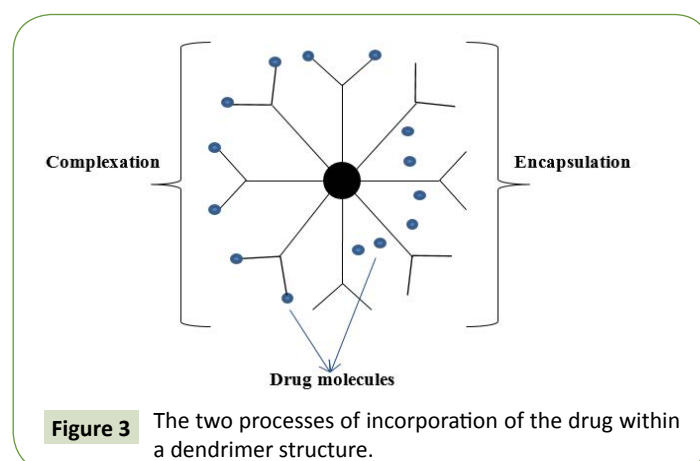 Complexation
Encapsulation
Drug molecules
Figure 3 The two processes of incorporation of the drug within
a dendrimer structure.